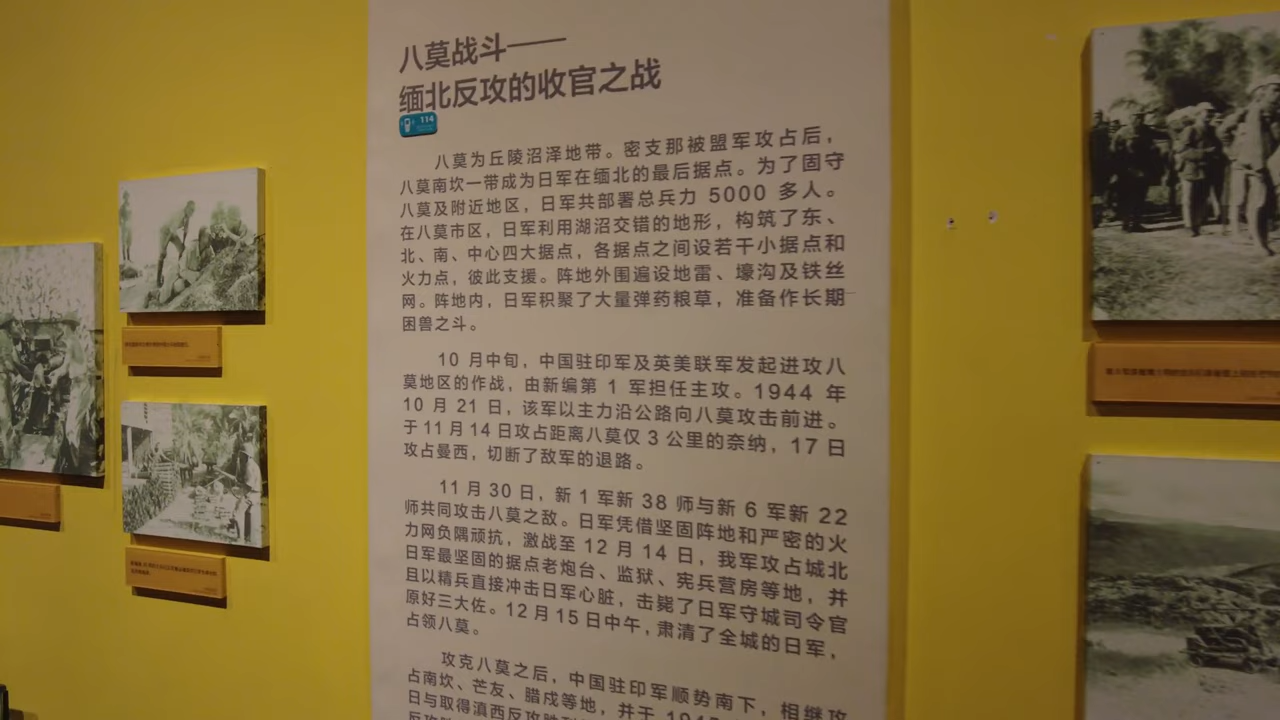 八莫战斗——
缅北反攻的收官之战
114
八莫为丘陵沼泽地带。密支那被盟军攻占后，
八莫南坎一带成为日军在缅北的最后据点。为了固守
八莫及附近地区，日军共部署总兵力 5000 多人。
在八莫市区，日军利用湖沼交错的地形，构筑了东、
北、南、中心四大据点，各据点之间设若干小据点和
火力点，彼此支援。阵地外围遍设地雷、壕沟及铁丝
网。阵地内，日军积聚了大量弹药粮草，准备作长期
困兽之斗。
10 月中旬，中国驻印军及英美联军发起进攻八
莫地区的作战，由新编第 1 军担任主攻。1944 年
10 月 21 日，该军以主力沿公路向八莫攻击前进。
于 11 月 14 日攻占距离八莫仅 3 公里的奈纳，17 日
攻占曼西，切断了敌军的退路。
11 月 30 日，新 1 军新 38 师与新 6 军新 22
师共同攻击八莫之敌。日军凭借坚固阵地和严密的火
力网负隅顽抗，激战至 12 月 14 日，我军攻占城北
日军最坚固的据点老炮台、监狱、宪兵营房等地，并
且以精兵直接冲击日军心脏，击毙了日军守城司令官
原好三大佐。12 月 15 日中午，肃清了全城的日军，
占领八莫。
攻克八莫之后，中国驻印军顺势南下，相继攻
占南坎、芒友、腊戌等地，并于
日与取得滇西反攻胜利